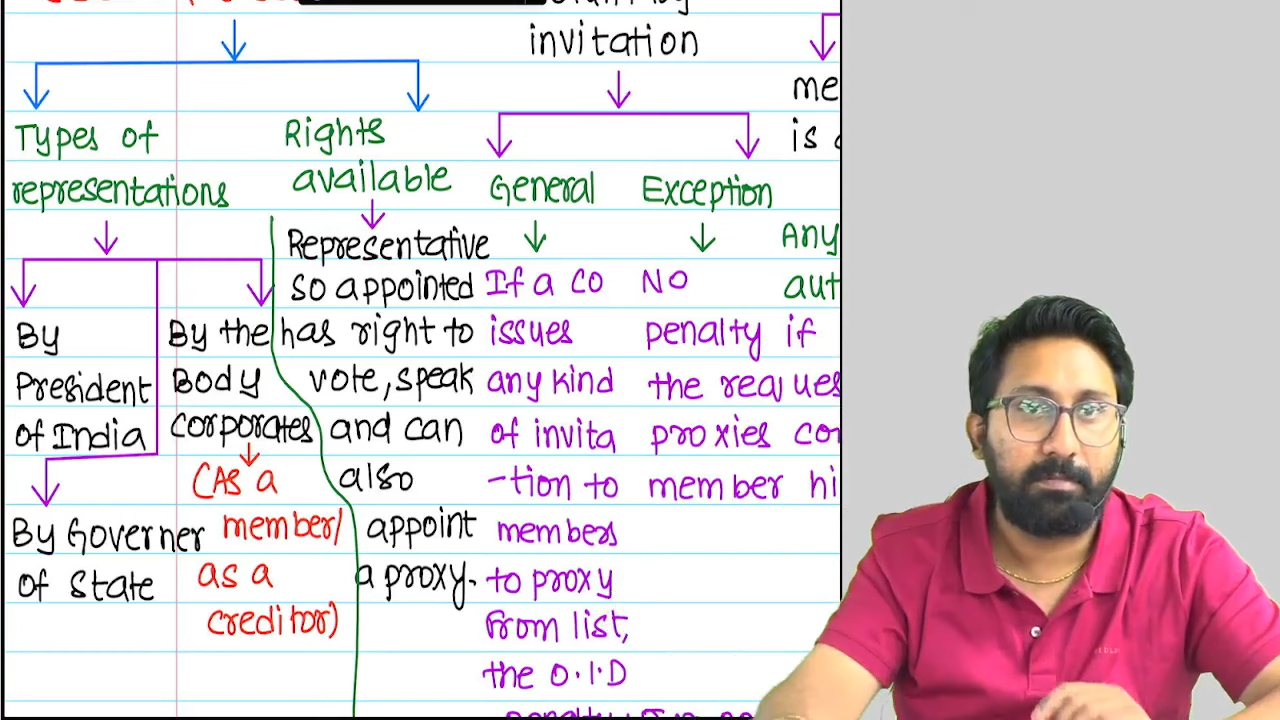 invitation
me
is
Types of
representations
Rights
available
General
Exception
By
President
of India
By Governer
of State
By the
Body
corporates
(As a
member/
as a
creditor)
Representative
so appointed
has right to
vote, speak
and can
also
appoint
a proxy.
If a co
issues
any kind
of invita
-tion to
members
to proxy
from list,
the O.I.D
NO
penalty if
the reques
proxies
member hi
Any
aut